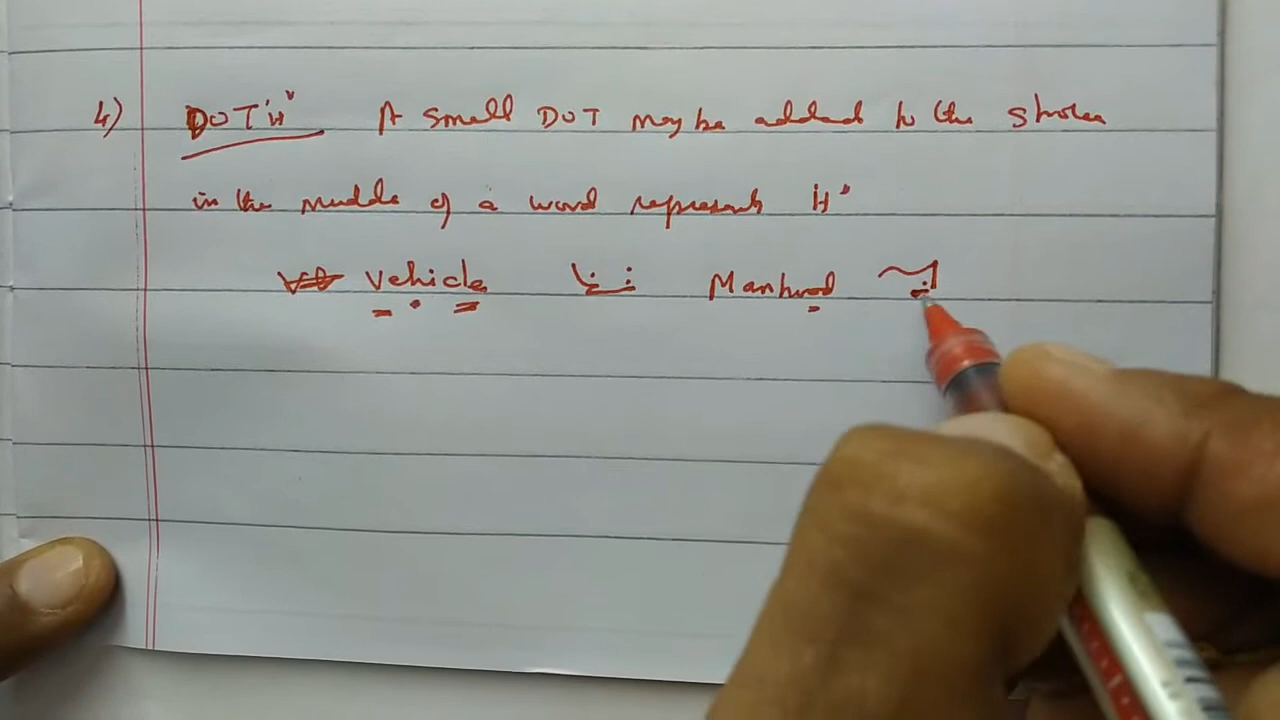 4) DOT "H" A small DOT may be added to the strokes
in the middle of a word represents H"
Vehicle Manhood